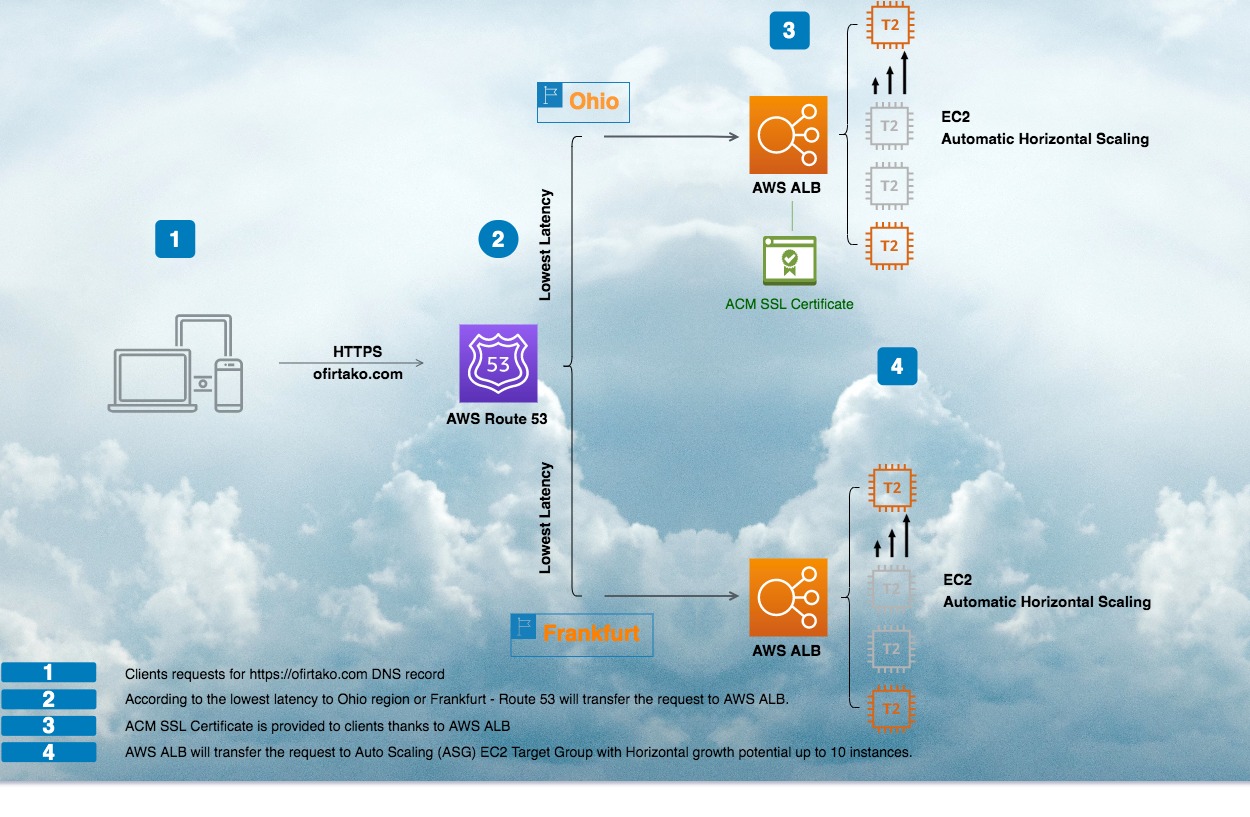 3
T2
Ohio
T2
EC2
Automatic Horizontal Scaling
AWS ALB
T2
Lowest Latency
1
2
T2
ACM SSL Certificate
HTTPS
ofirtako.com
53
AWS Route 53
4
Lowest Latency
T2
T2
EC2
Automatic Horizontal Scaling
Frankfurt
AWS ALB
T2
T2
1 Clients requests for https://ofirtako.com DNS record
2 According to the lowest latency to Ohio region or Frankfurt - Route 53 will transfer the request to AWS ALB.
3 ACM SSL Certificate is provided to clients thanks to AWS ALB
4 AWS ALB will transfer the request to Auto Scaling (ASG) EC2 Target Group with Horizontal growth potential up to 10 instances.